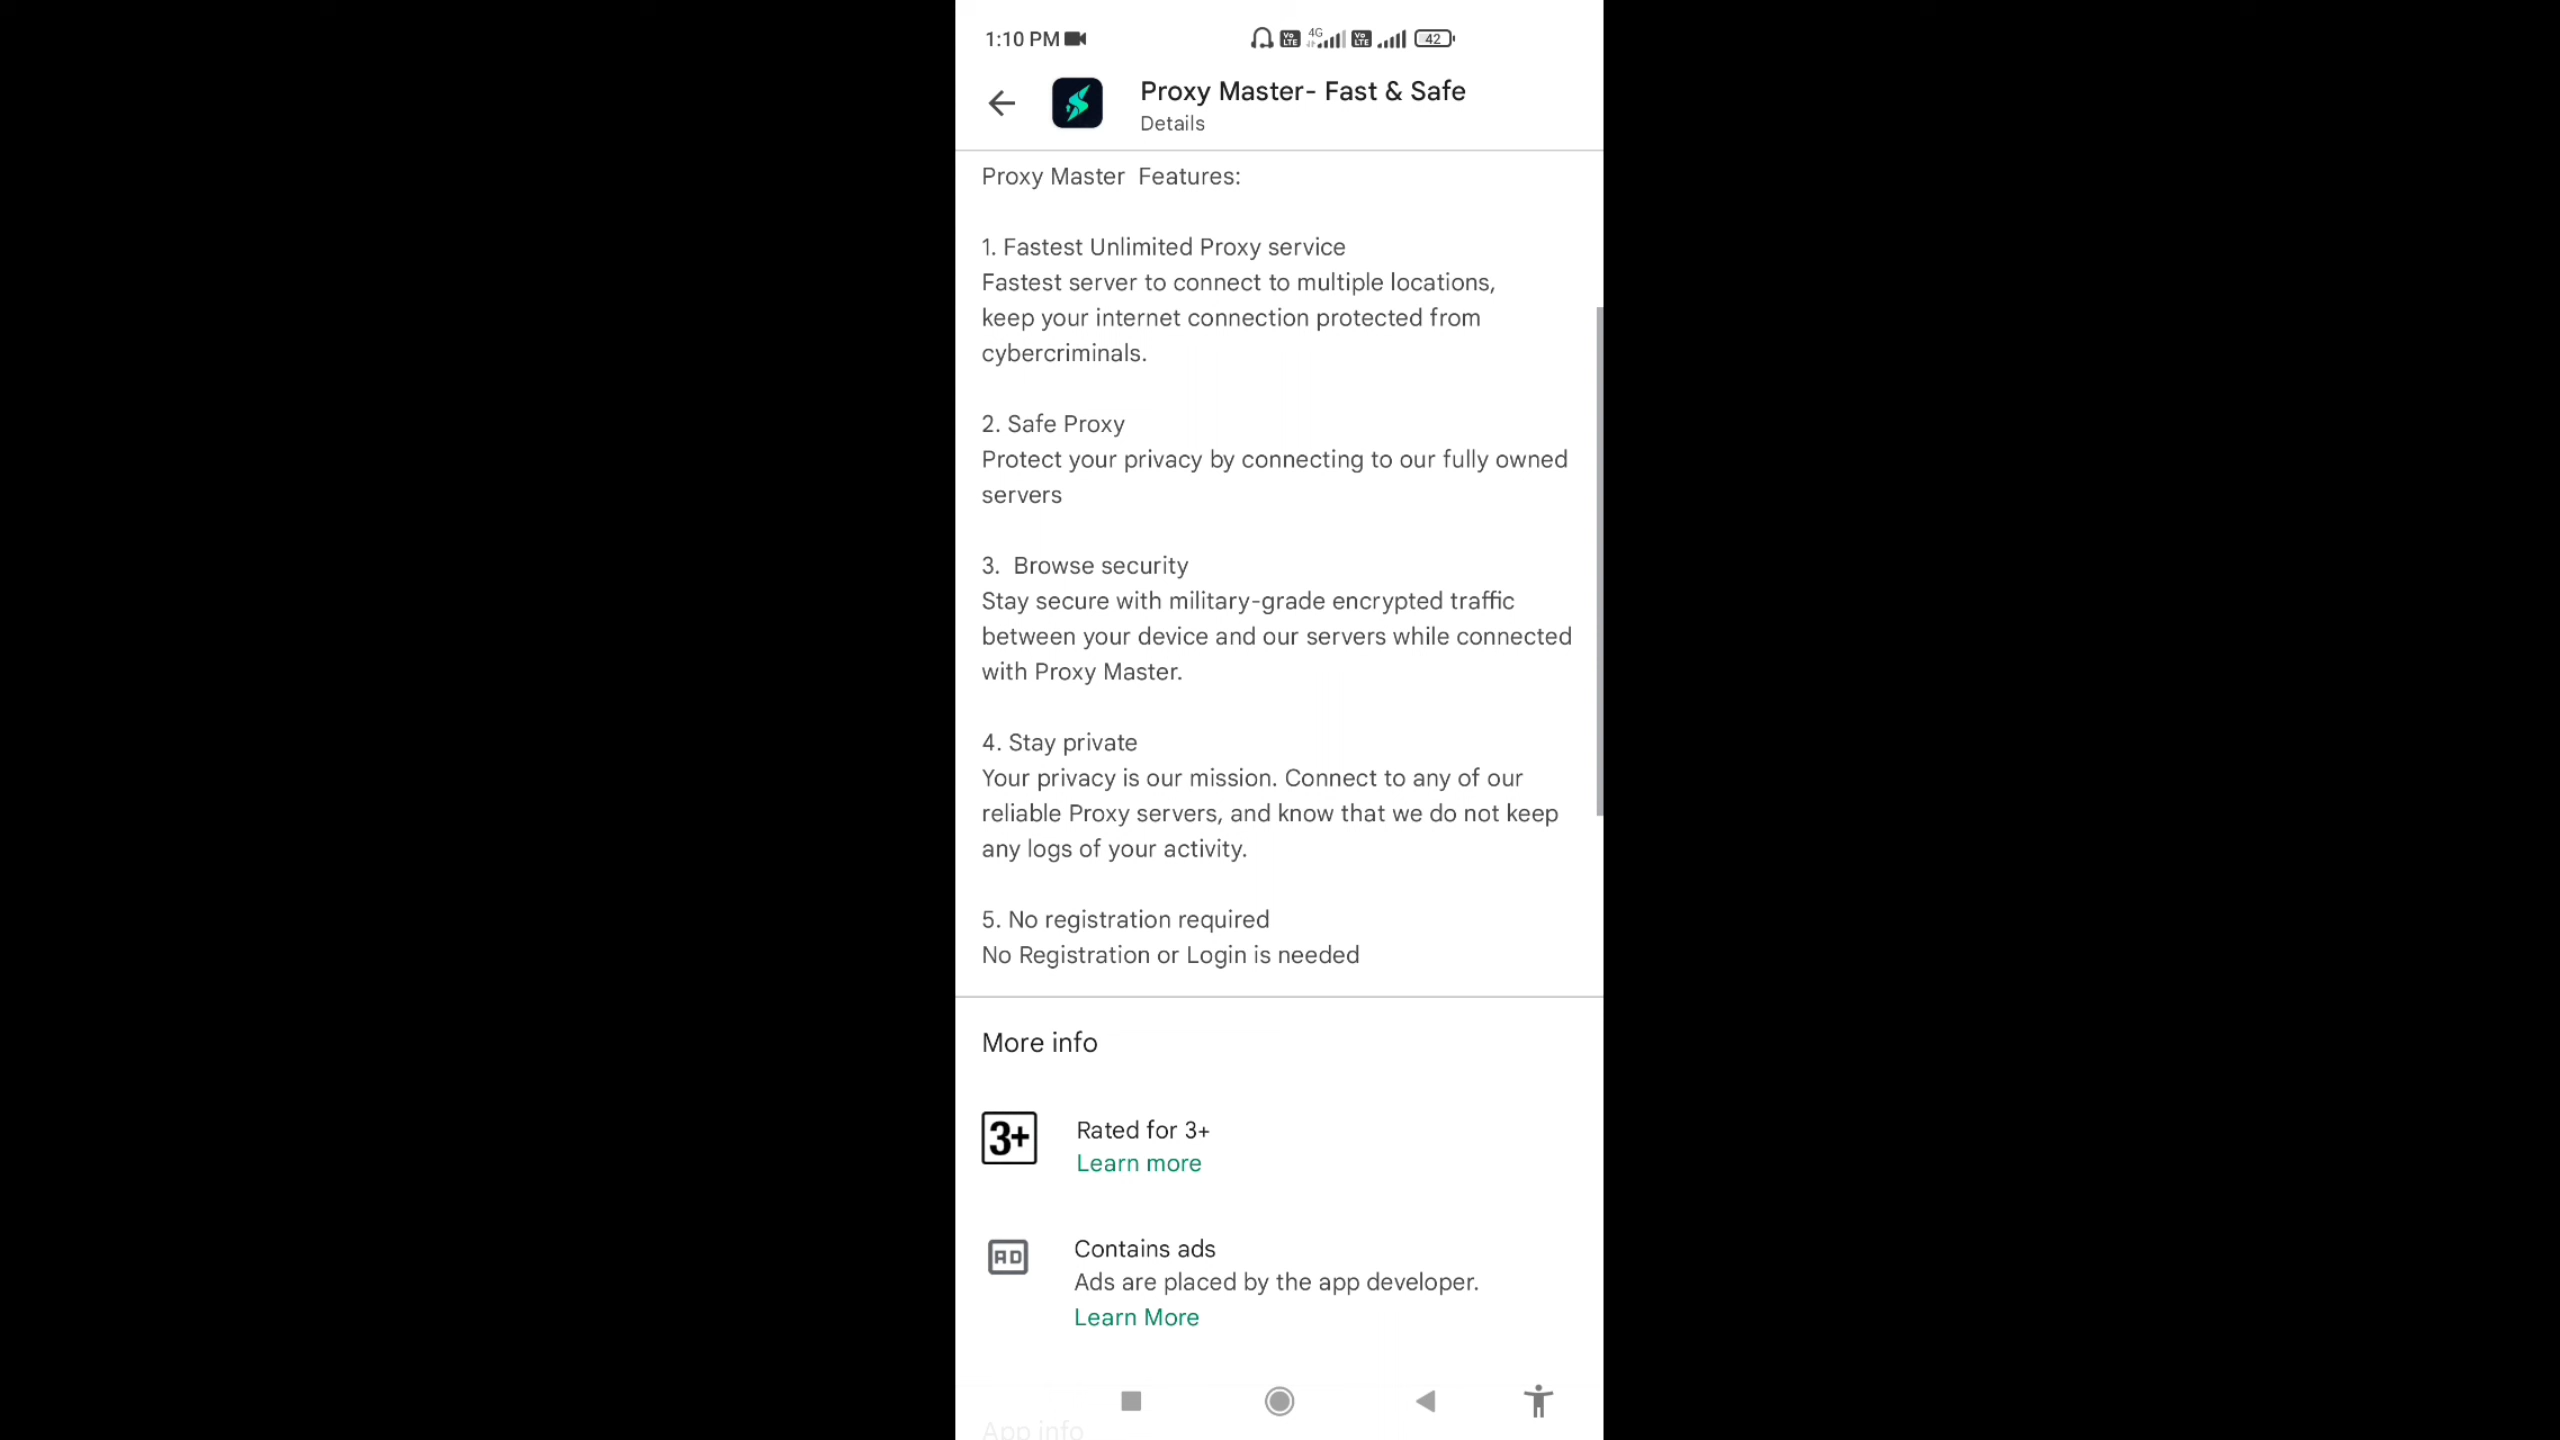 1:10 PM
Vo LTE 4G Vo LTE 42
Proxy Master- Fast & Safe
Details
Proxy Master  Features:
1. Fastest Unlimited Proxy service
Fastest server to connect to multiple locations,
keep your internet connection protected from
cybercriminals.
2. Safe Proxy
Protect your privacy by connecting to our fully owned
servers
3.  Browse security
Stay secure with military-grade encrypted traffic
between your device and our servers while connected
with Proxy Master.
4. Stay private
Your privacy is our mission. Connect to any of our
reliable Proxy servers, and know that we do not keep
any logs of your activity.
5. No registration required
No Registration or Login is needed
More info
3+
Rated for 3+
Learn more
AD
Contains ads
Ads are placed by the app developer.
Learn More
App info